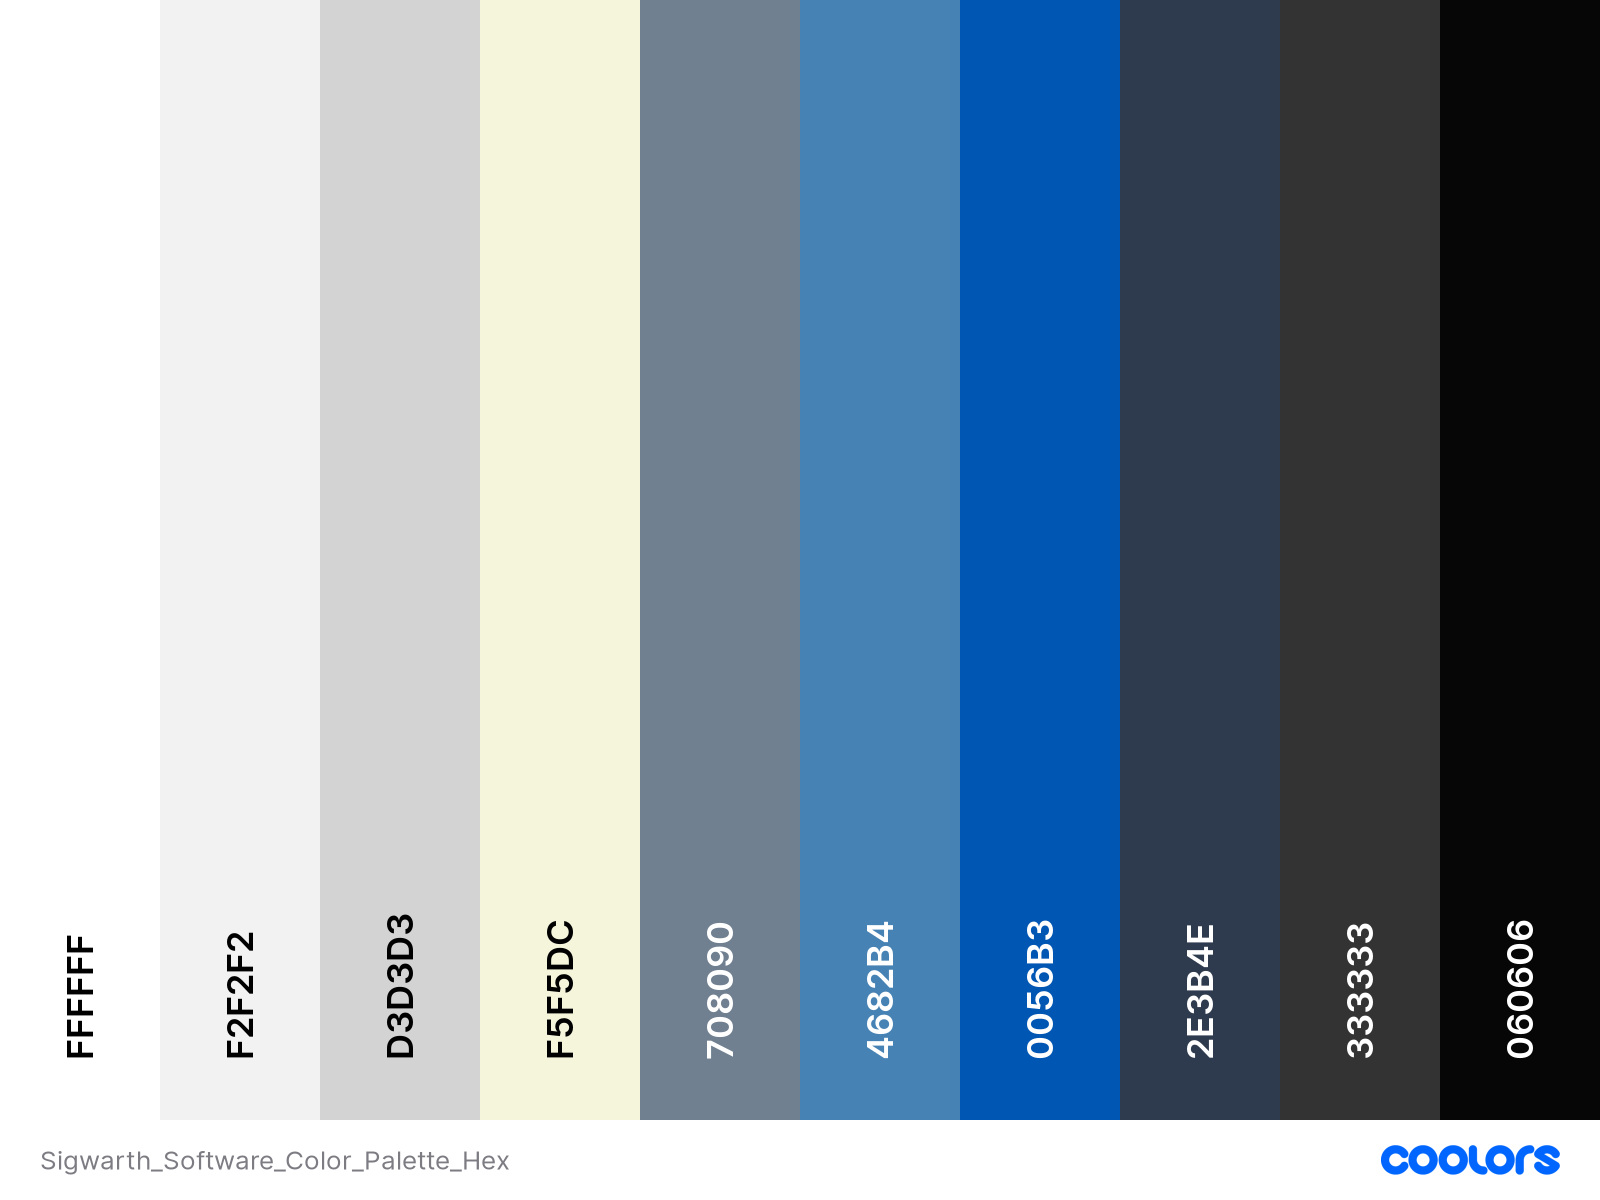 FFFFFF
F2F2F2
D3D3D3
F5F5DC
708090
4682B4
0056B3
2E3B4E
333333
060606
Sigwarth_Software_Color_Palette_Hex
coolors